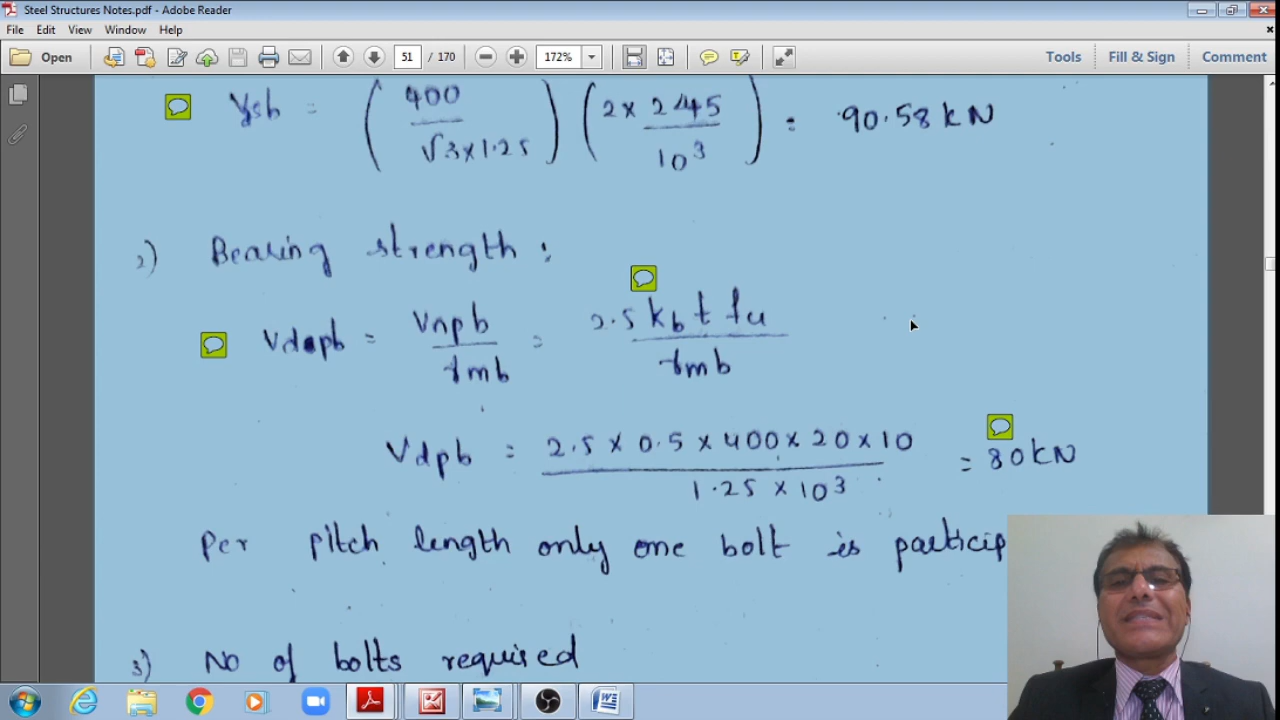 Steel Structures Notes.pdf - Adobe Reader
File Edit View Window Help
Open 51 / 170 172% Tools Fill & Sign Comment
Vsb = ( 400 / √3 x 1.25 ) ( 2 x 245 / 10³ ) = 90.58 kN
2) Bearing strength :
Vdpb = Vnpb / γmb = 2.5 kb t fu / γmb
Vdpb = 2.5 x 0.5 x 400 x 20 x 10 / 1.25 x 10³ = 80 kN
Per pitch length only one bolt is particip
3) No of bolts required